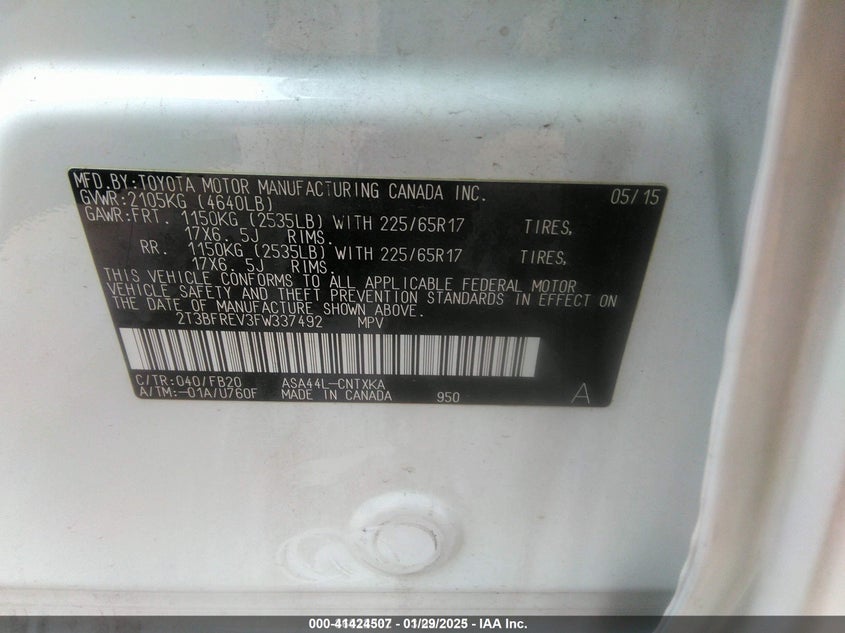 MFD.BY:TOYOTA MOTOR MANUFACTURING CANADA INC. 05/15
GVWR:2105KG (4640LB)
GAWR:FRT. 1150KG (2535LB) WITH 225/65R17 TIRES,
17X6.5J RIMS.
RR. 1150KG (2535LB) WITH 225/65R17 TIRES,
17X6.5J RIMS.
THIS VEHICLE CONFORMS TO ALL APPLICABLE FEDERAL MOTOR
VEHICLE SAFETY AND THEFT PREVENTION STANDARDS IN EFFECT ON
THE DATE OF MANUFACTURE SHOWN ABOVE.
2T3BFREV3FW337492 MPV
C/TR:040/FB20 ASA44L-CNTXKA
A/TM:-01A/U760F MADE IN CANADA 950 A
000-41424507 - 01/29/2025 - IAA Inc.